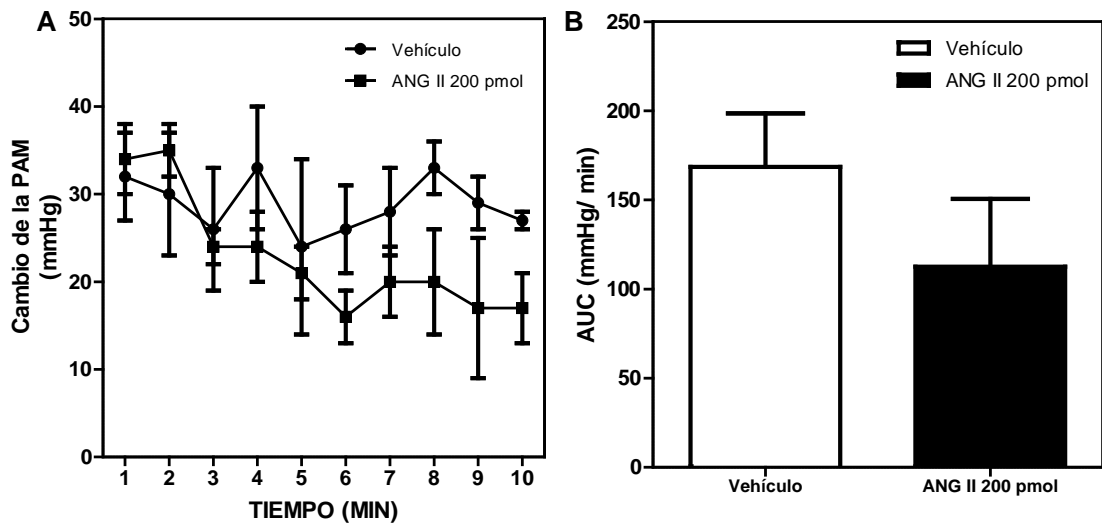 A
Cambio de la PAM
(mmHg)
50
40
30
20
10
0
Vehículo
ANG II 200 pmol
1 2 3 4 5 6 7 8 9 10
TIEMPO (MIN)
B
AUC (mmHg/ min)
250
200
150
100
50
0
Vehículo
ANG II 200 pmol
Vehículo ANG II 200 pmol